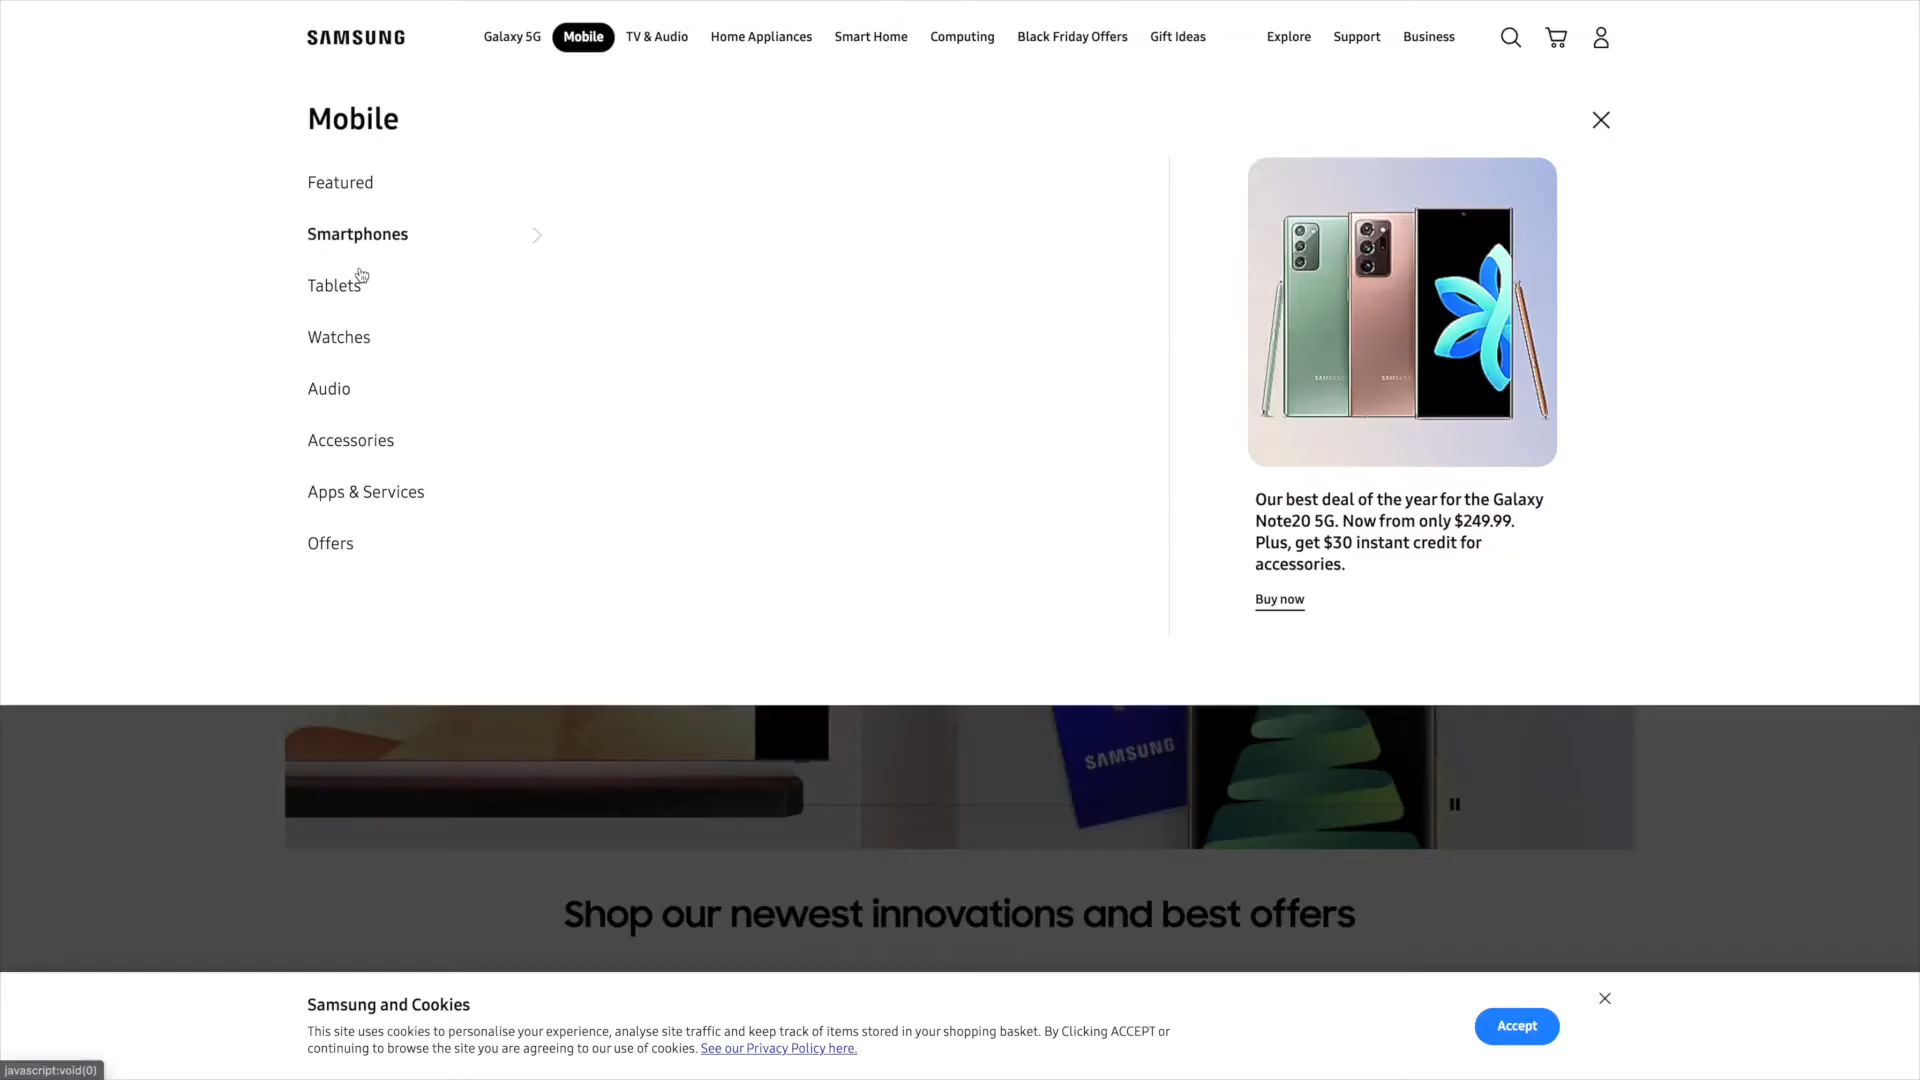 SAMSUNG
Galaxy 5G
Mobile
TV & Audio
Home Appliances
Smart Home
Computing
Black Friday Offers
Gift Ideas
Explore
Support
Business
Mobile
Featured
Smartphones
Tablets
Watches
Audio
Accessories
Apps & Services
Offers
SAMSUNG
SAMSUNG
Our best deal of the year for the Galaxy
Note20 5G. Now from only $249.99.
Plus, get $30 instant credit for
accessories.
Buy now
SAMSUNG
Shop our newest innovations and best offers
Samsung and Cookies
This site uses cookies to personalise your experience, analyse site traffic and keep track of items stored in your shopping basket. By Clicking ACCEPT or
continuing to browse the site you are agreeing to our use of cookies. See our Privacy Policy here.
Accept
javascript:void(0)